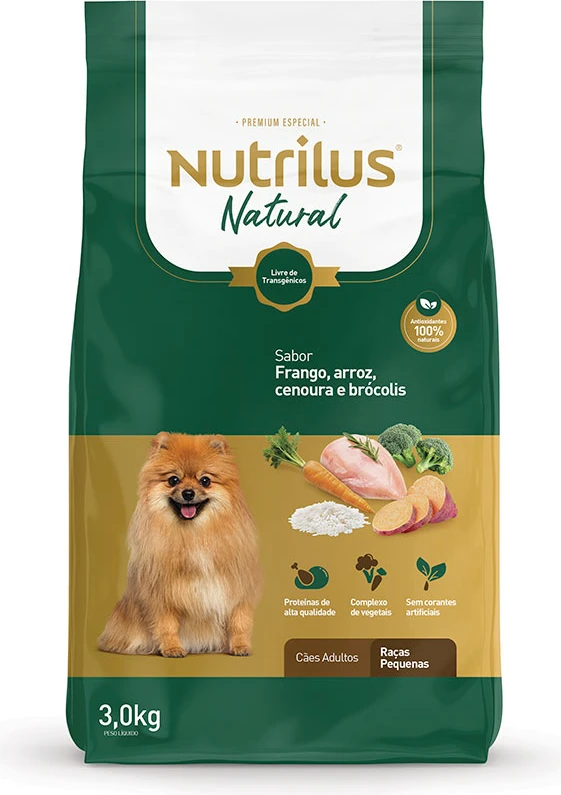 • PREMIUM ESPECIAL •
Nutrilus®
Natural
Livre de
Transgênicos
Antioxidantes
100%
naturais
Sabor
Frango, arroz,
cenoura e brócolis
Proteínas de
alta qualidade
Complexo
de vegetais
Sem corantes
artificiais
Cães Adultos
Raças
Pequenas
3,0kg
PESO LÍQUIDO